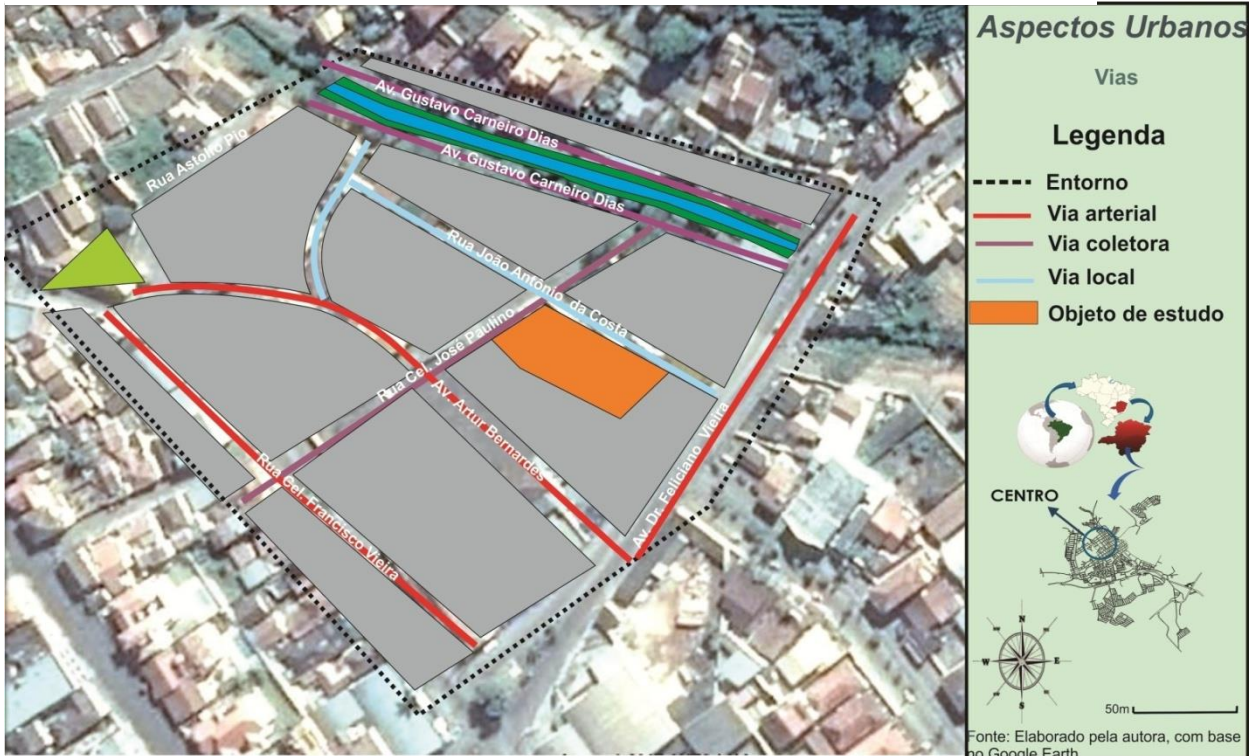 Aspectos Urbanos
Vias
Legenda
Entorno
Via arterial
Via coletora
Via local
Objeto de estudo
CENTRO
N
W
E
S
50m
Fonte: Elaborado pela autora, com base
no Google Earth
Av. Gustavo Carneiro Dias
Av. Gustavo Carneiro Dias
Rua Astolfo Pio
Rua João Antônio da Costa
Rua Cel. José Paulino
Av. Artur Bernardes
Av. Dr. Feliciano Vieira
Rua Cel. Francisco Vieira